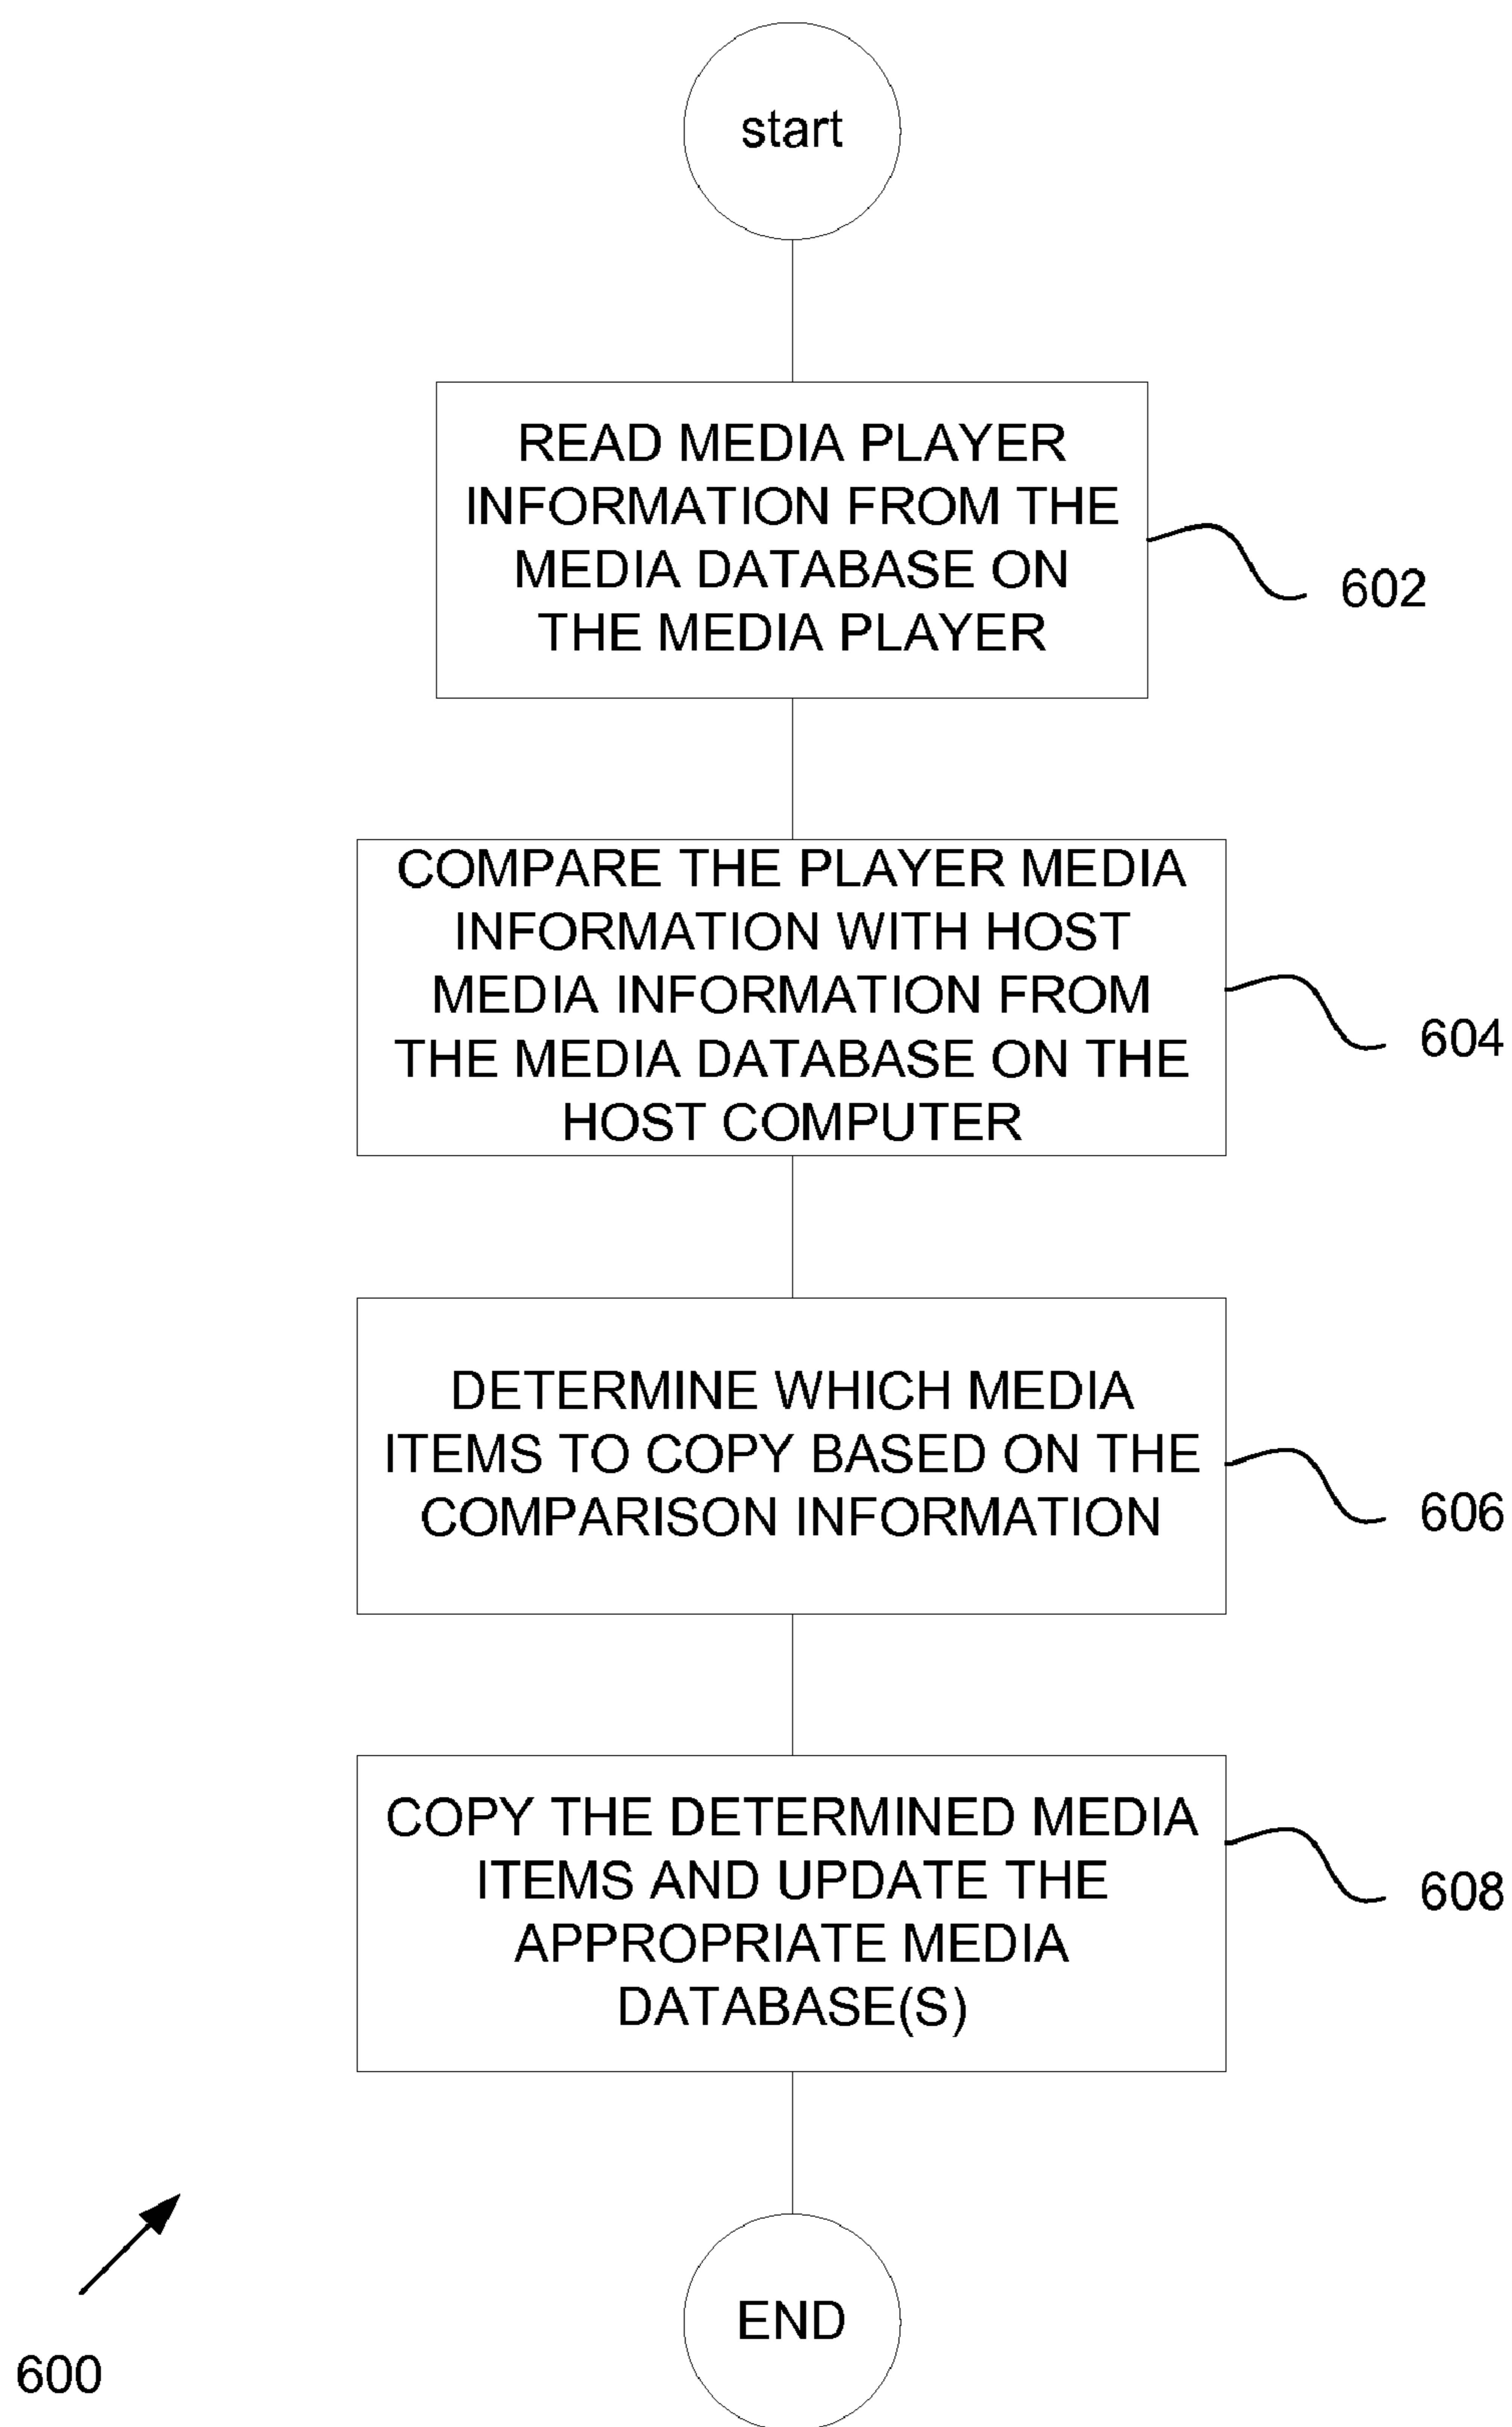 start
READ MEDIA PLAYER
INFORMATION FROM THE
MEDIA DATABASE ON
THE MEDIA PLAYER
602
COMPARE THE PLAYER MEDIA
INFORMATION WITH HOST
MEDIA INFORMATION FROM
THE MEDIA DATABASE ON THE
HOST COMPUTER
604
DETERMINE WHICH MEDIA
ITEMS TO COPY BASED ON THE
COMPARISON INFORMATION
606
COPY THE DETERMINED MEDIA
ITEMS AND UPDATE THE
APPROPRIATE MEDIA
DATABASE(S)
608
END
600